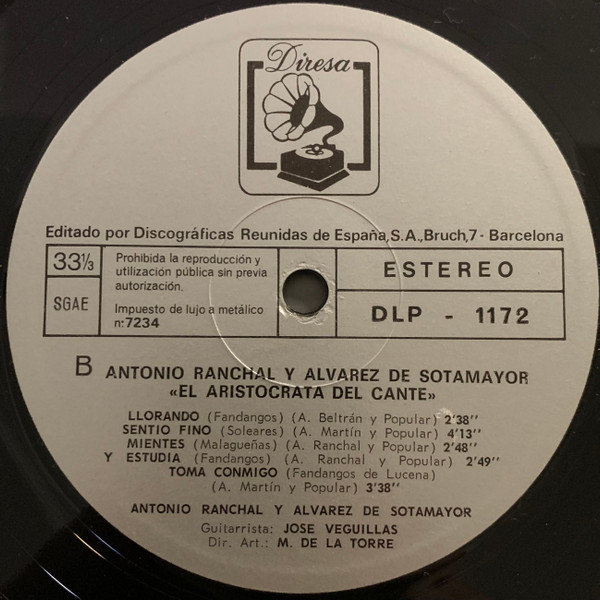 Diresa
Editado por Discográficas Reunidas de España, S.A., Bruch, 7 - Barcelona
33⅓
SGAE
Prohibida la reproducción y
utilización pública sin previa
autorización.
Impuesto de lujo a metálico
n: 7234
ESTEREO
DLP - 1172
B ANTONIO RANCHAL Y ALVAREZ DE SOTAMAYOR
«EL ARISTOCRATA DEL CANTE»
LLORANDO (Fandangos) (A. Beltrán y Popular) 2'38''
SENTIO FINO (Soleares) (A. Martín y Popular) 4'13''
MIENTES (Malagueñas) (A. Ranchal y Popular) 2'48''
Y ESTUDIA (Fandangos) (A. Ranchal y Popular) 2'49''
TOMA CONMIGO (Fandangos de Lucena)
(A. Martín y Popular) 3'38''
ANTONIO RANCHAL Y ALVAREZ DE SOTAMAYOR
Guitarrista: JOSE VEGUILLAS
Dir. Art.: M. DE LA TORRE